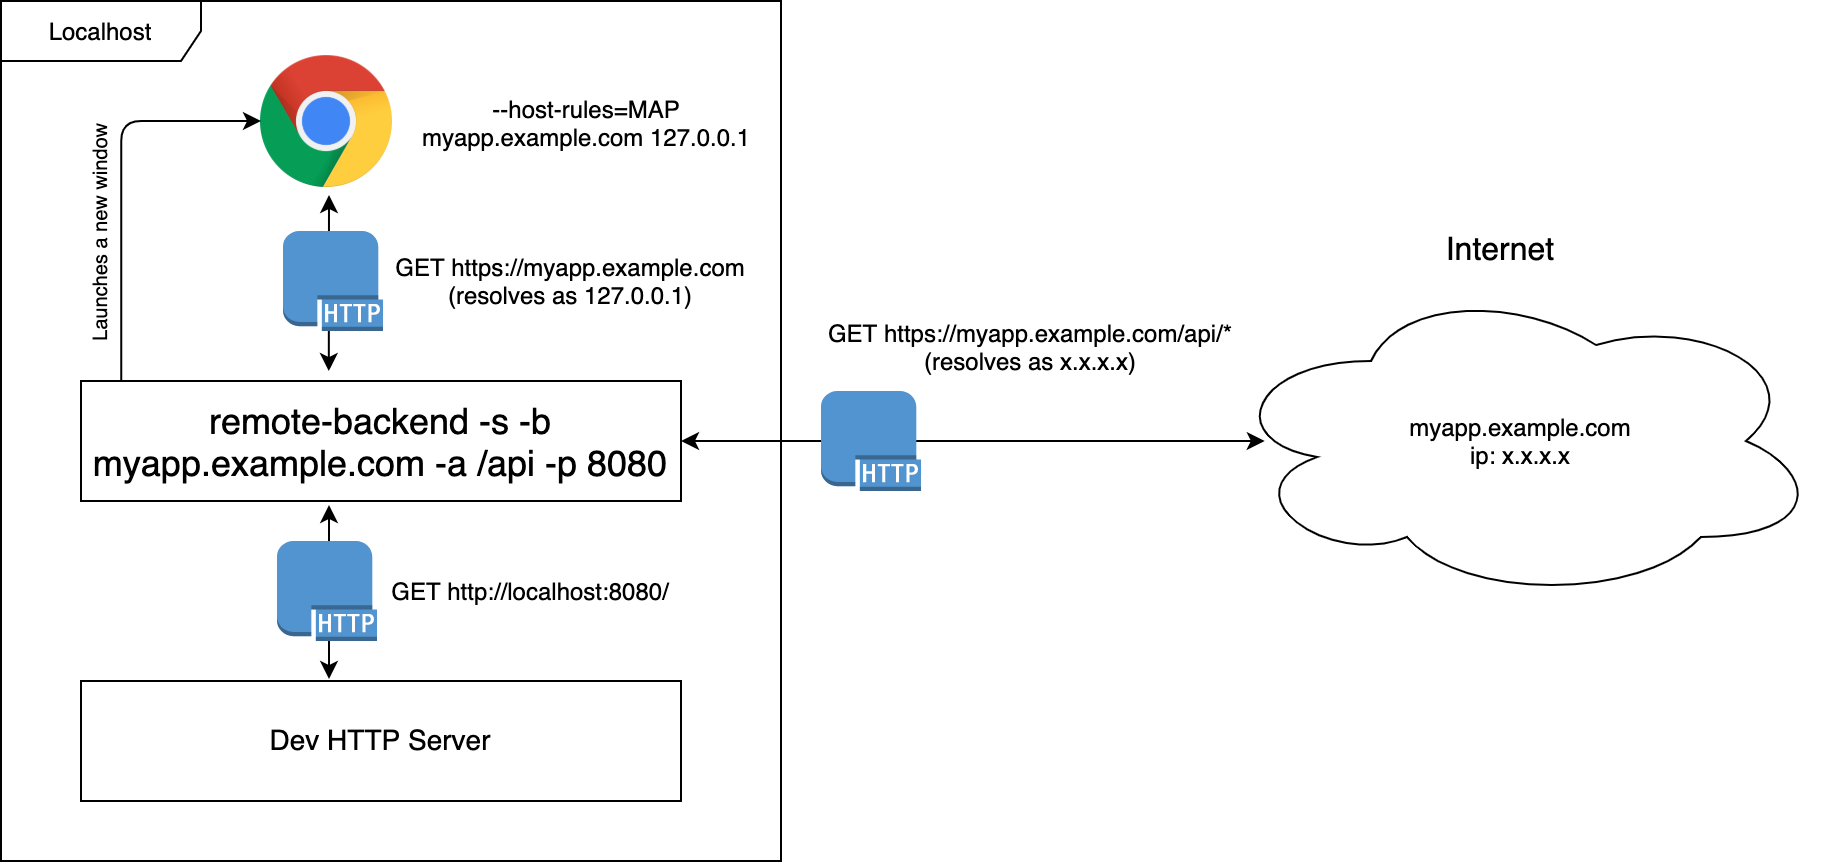 Localhost
--host-rules=MAP
myapp.example.com 127.0.0.1
Launches a new window
GET https://myapp.example.com
(resolves as 127.0.0.1)
HTTP
remote-backend -s -b
myapp.example.com -a /api -p 8080
GET http://localhost:8080/
HTTP
Dev HTTP Server
GET https://myapp.example.com/api/*
(resolves as x.x.x.x)
HTTP
Internet
myapp.example.com
ip: x.x.x.x